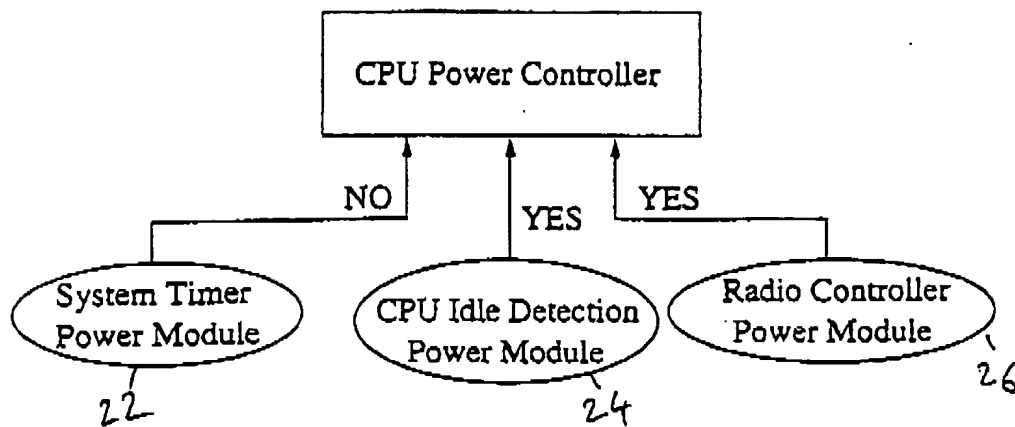 CPU Power Controller
NO
YES
YES
System Timer
Power Module
CPU Idle Detection
Power Module
Radio Controller
Power Module
22
24
26